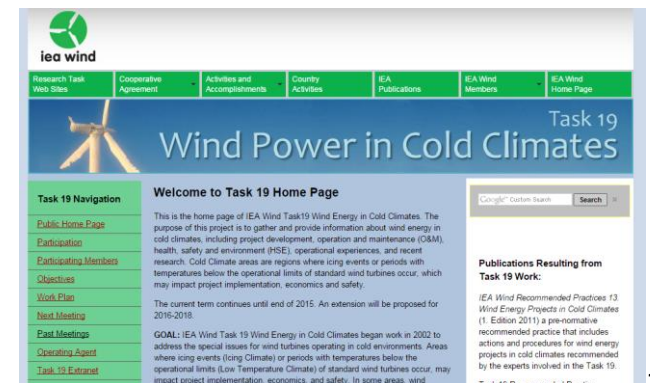 iea wind
Research Task
Web Sites
Cooperative
Agreement
Activities and
Accomplishments
Country
Activities
IEA
Publications
IEA Wind
Members
IEA Wind
Home Page
Task 19
Wind Power in Cold Climates
Task 19 Navigation
Public Home Page
Participation
Participating Members
Objectives
Work Plan
Next Meeting
Past Meetings
Operating Agent
Task 19 Extranet
Welcome to Task 19 Home Page
This is the home page of IEA Wind Task19 Wind Energy in Cold Climates. The
purpose of this project is to gather and provide information about wind energy in
cold climates, including project development, operation and maintenance (O&M),
health, safety and environment (HSE), operational experiences, and recent
research. Cold Climate areas are regions where icing events or periods with
temperatures below the operational limits of standard wind turbines occur, which
may impact project implementation, economics and safety.
The current term continues until end of 2015. An extension will be proposed for
2016-2018.
GOAL: IEA Wind Task 19 Wind Energy in Cold Climates began work in 2002 to
address the special issues for wind turbines operating in cold environments. Areas
where icing events (Icing Climate) or periods with temperatures below the
operational limits (Low Temperature Climate) of standard wind turbines occur, may
impact project implementation, economics, and safety. In some areas, wind
Google™ Custom Search
Search
Publications Resulting from
Task 19 Work:
IEA Wind Recommended Practices 13.
Wind Energy Projects in Cold Climates
(1. Edition 2011) a pre-normative
recommended practice that includes
actions and procedures for wind energy
projects in cold climates recommended
by the experts involved in the Task 19.